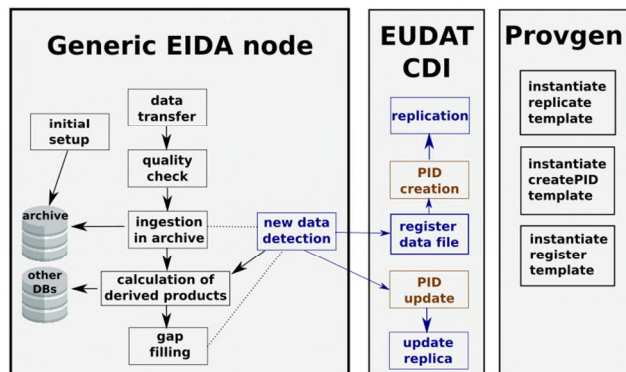 Generic EIDA node
data
transfer
initial
setup
quality
check
archive
ingestion
in archive
new data
detection
other
DBs
calculation of
derived products
gap
filling
EUDAT
CDI
replication
PID
creation
register
data file
PID
update
update
replica
Provgen
instantiate
replicate
template
instantiate
createPID
template
instantiate
register
template